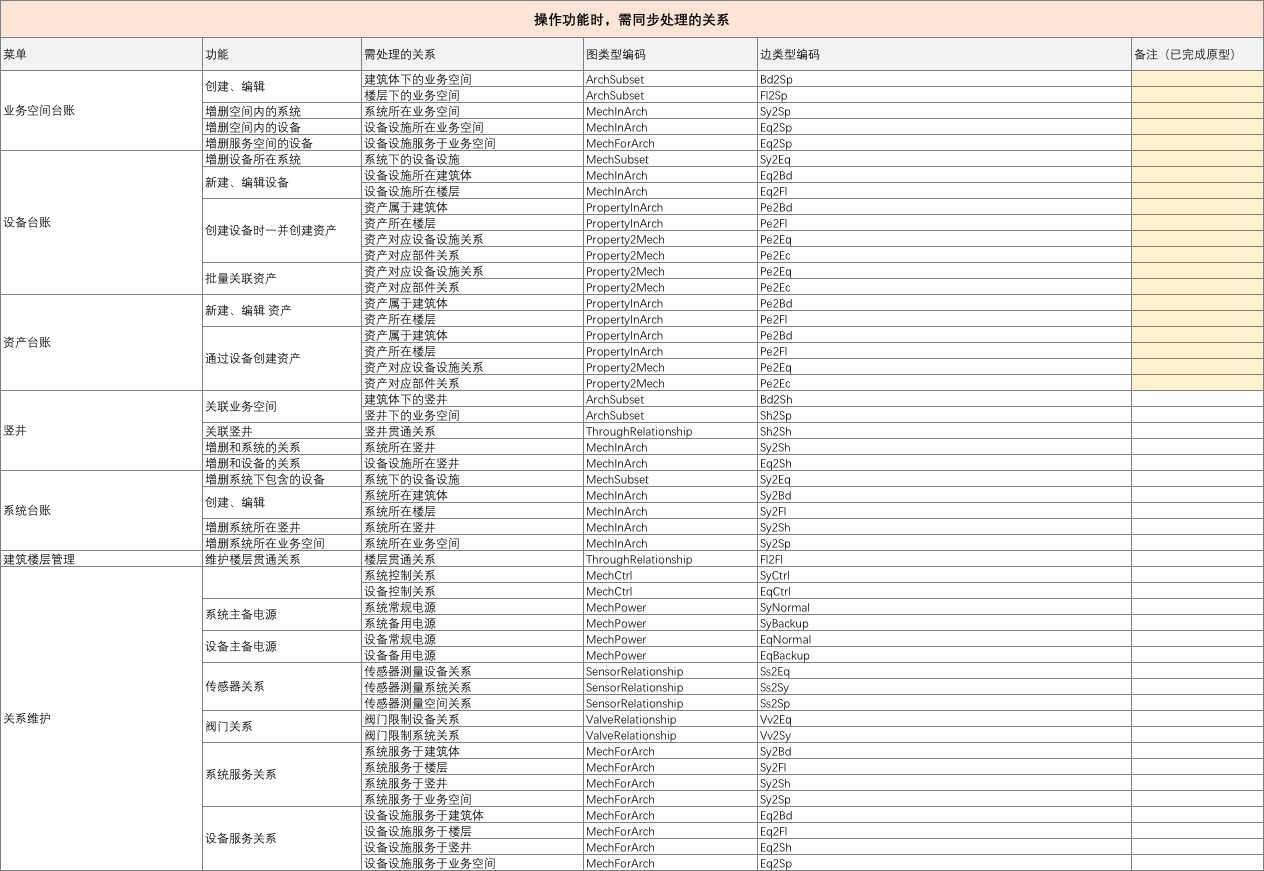 操作功能时，需同步处理的关系
菜单 功能 需处理的关系 图类型编码 边类型编码 备注（已完成原型）
业务空间台账 创建、编辑 建筑体下的业务空间 ArchSubset Bd2Sp
楼层下的业务空间 ArchSubset Fl2Sp
增删空间内的系统 系统所在业务空间 MechInArch Sy2Sp
增删空间内的设备 设备设施所在业务空间 MechInArch Eq2Sp
增删服务空间的设备 设备设施服务于业务空间 MechForArch Eq2Sp
设备台账 增删设备所在系统 系统下的设备设施 MechSubset Sy2Eq
新建、编辑设备 设备设施所在建筑体 MechInArch Eq2Bd
设备设施所在楼层 MechInArch Eq2Fl
创建设备时一并创建资产 资产属于建筑体 PropertyInArch Pe2Bd
资产所在楼层 PropertyInArch Pe2Fl
资产对应设备设施关系 Property2Mech Pe2Eq
资产对应部件关系 Property2Mech Pe2Ec
批量关联资产 资产对应设备设施关系 Property2Mech Pe2Eq
资产对应部件关系 Property2Mech Pe2Ec
资产台账 新建、编辑 资产 资产属于建筑体 PropertyInArch Pe2Bd
资产所在楼层 PropertyInArch Pe2Fl
通过设备创建资产 资产属于建筑体 PropertyInArch Pe2Bd
资产所在楼层 PropertyInArch Pe2Fl
资产对应设备设施关系 Property2Mech Pe2Eq
资产对应部件关系 Property2Mech Pe2Ec
竖井 关联业务空间 建筑体下的竖井 ArchSubset Bd2Sh
竖井下的业务空间 ArchSubset Sh2Sp
关联竖井 竖井贯通关系 ThroughRelationship Sh2Sh
增删和系统的关系 系统所在竖井 MechInArch Sy2Sh
增删和设备的关系 设备设施所在竖井 MechInArch Eq2Sh
系统台账 增删系统下包含的设备 系统下的设备设施 MechSubset Sy2Eq
创建、编辑 系统所在建筑体 MechInArch Sy2Bd
系统所在楼层 MechInArch Sy2Fl
增删系统所在竖井 系统所在竖井 MechInArch Sy2Sh
增删系统所在业务空间 系统所在业务空间 MechInArch Sy2Sp
建筑楼层管理 维护楼层贯通关系 楼层贯通关系 ThroughRelationship Fl2Fl
关系维护 系统控制关系 MechCtrl SyCtrl
设备控制关系 MechCtrl EqCtrl
系统主备电源 系统常规电源 MechPower SyNormal
系统备用电源 MechPower SyBackup
设备主备电源 设备常规电源 MechPower EqNormal
设备备用电源 MechPower EqBackup
传感器关系 传感器测量设备关系 SensorRelationship Ss2Eq
传感器测量系统关系 SensorRelationship Ss2Sy
传感器测量空间关系 SensorRelationship Ss2Sp
阀门关系 阀门限制设备关系 ValveRelationship Vv2Eq
阀门限制系统关系 ValveRelationship Vv2Sy
系统服务关系 系统服务于建筑体 MechForArch Sy2Bd
系统服务于楼层 MechForArch Sy2Fl
系统服务于竖井 MechForArch Sy2Sh
系统服务于业务空间 MechForArch Sy2Sp
设备服务关系 设备设施服务于建筑体 MechForArch Eq2Bd
设备设施服务于楼层 MechForArch Eq2Fl
设备设施服务于竖井 MechForArch Eq2Sh
设备设施服务于业务空间 MechForArch Eq2Sp